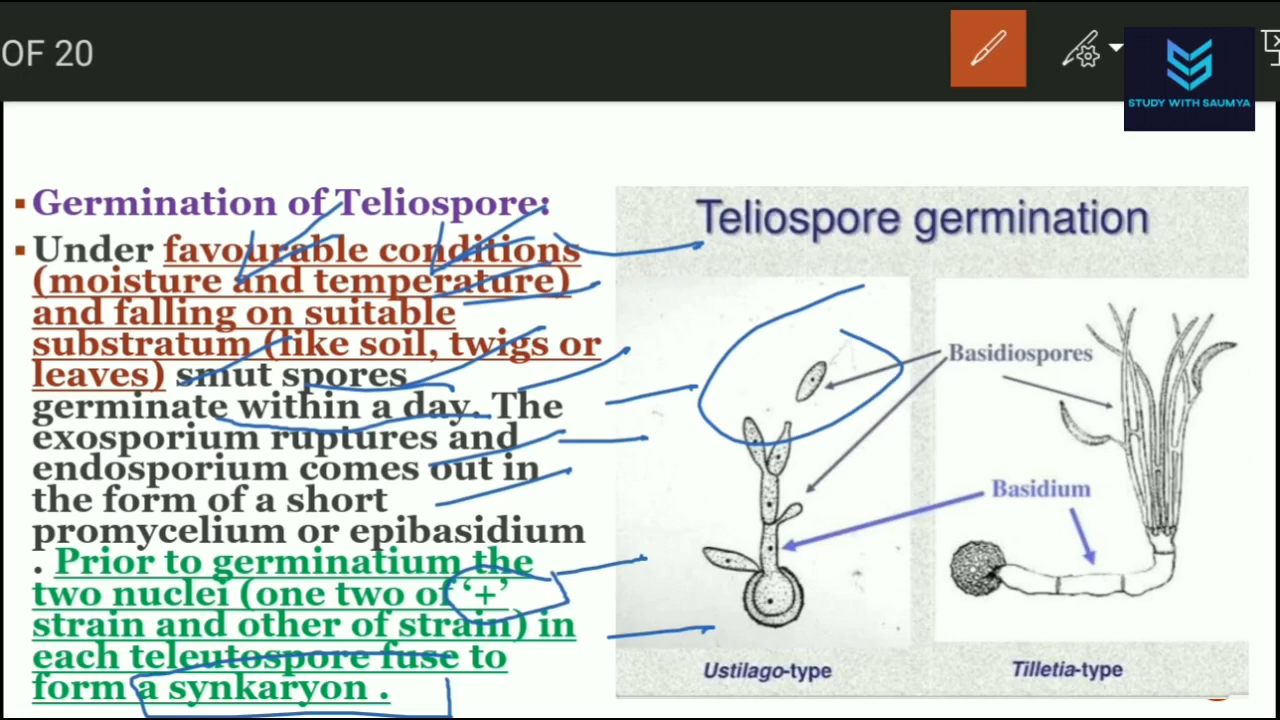 OF 20
STUDY WITH SAUMYA
Germination of Teliospore:
Under favourable conditions
(moisture and temperature)
and falling on suitable
substratum (like soil, twigs or
leaves) smut spores
germinate within a day. The
exosporium ruptures and
endosporium comes out in
the form of a short
promycelium or epibasidium
. Prior to germinatium the
two nuclei (one two of ‘+’
strain and other of strain) in
each teleutospore fuse to
form a synkaryon .
Teliospore germination
Basidiospores
Basidium
Ustilago-type
Tilletia-type